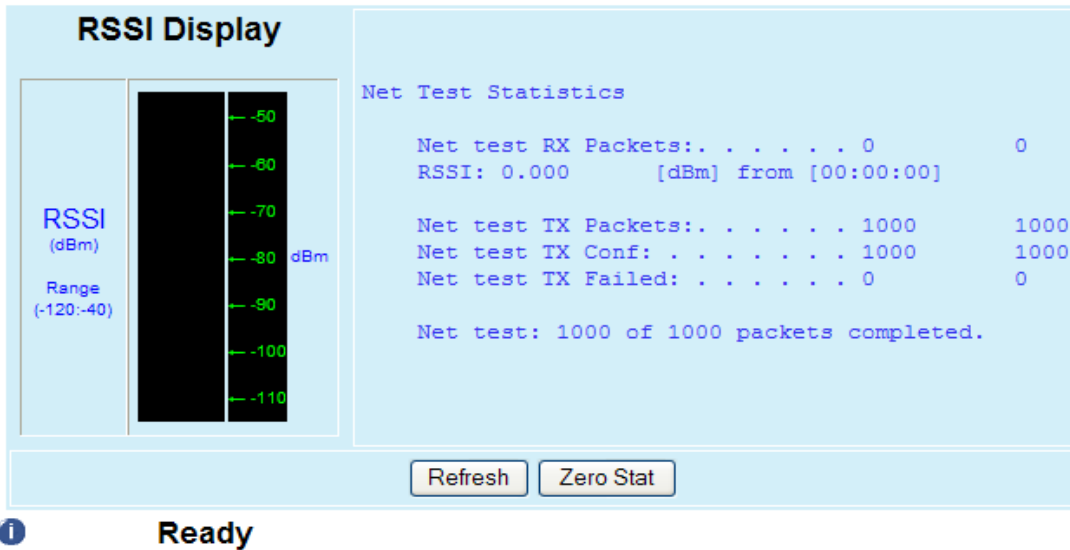 RSSI Display
RSSI
(dBm)
Range
(-120:-40)
← -50
← -60
← -70
← -80
← -90
← -100
← -110
dBm
Net Test Statistics
Net test RX Packets:. . . . . . 0 0
RSSI: 0.000 [dBm] from [00:00:00]
Net test TX Packets:. . . . . . 1000 1000
Net test TX Conf: . . . . . . . 1000 1000
Net test TX Failed: . . . . . . 0 0
Net test: 1000 of 1000 packets completed.
Refresh Zero Stat
i Ready